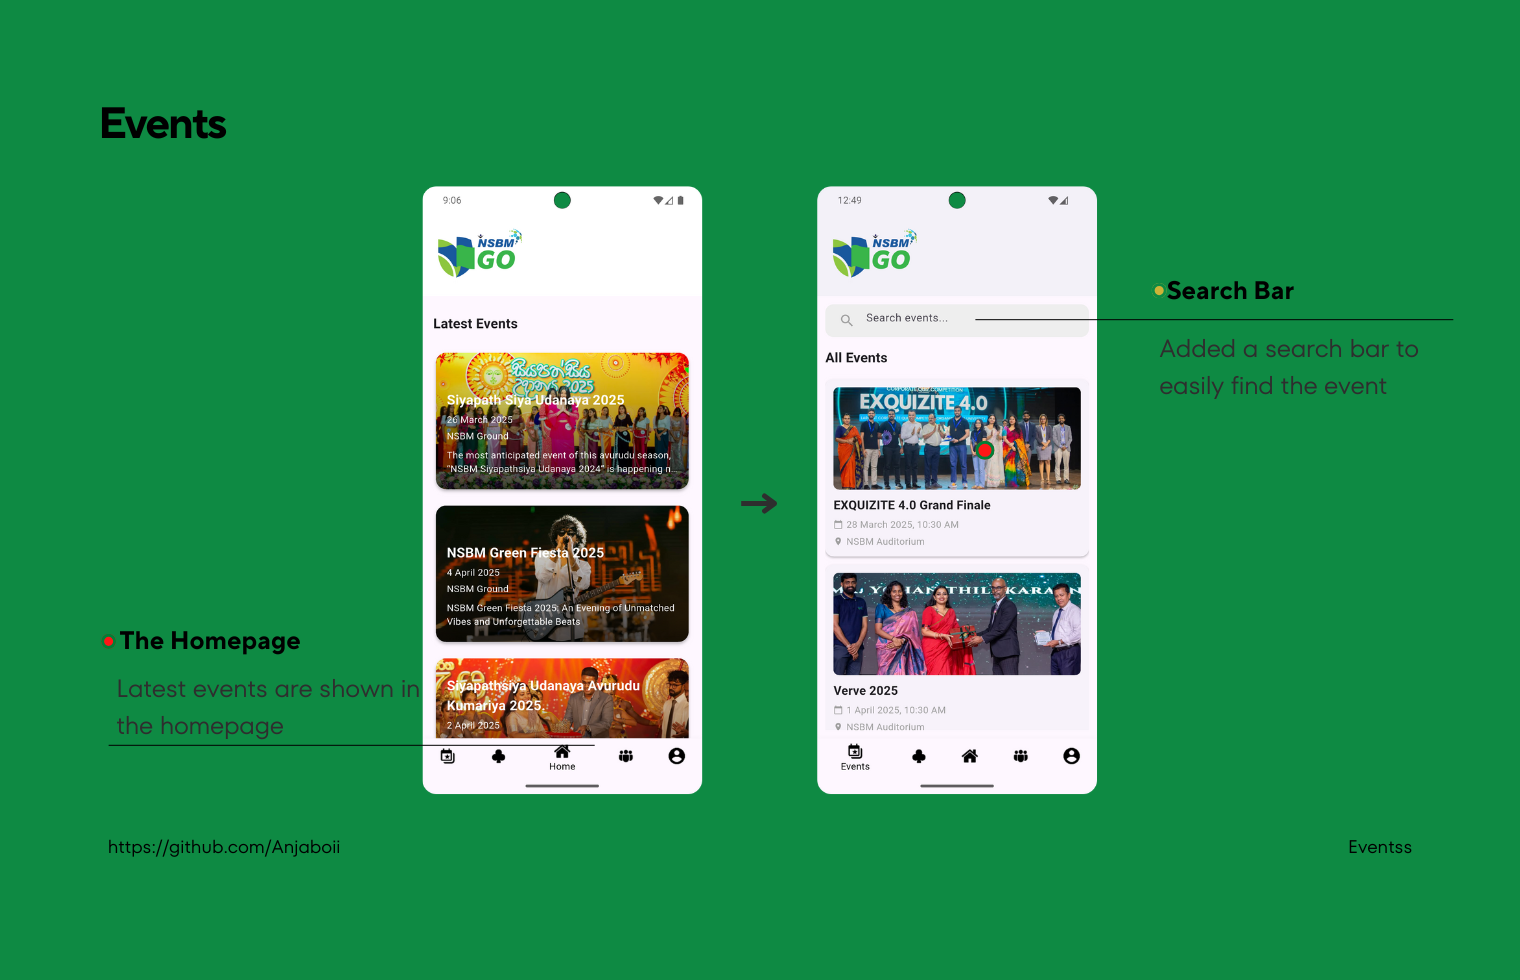 Events
9:06
NSBM
GO
Latest Events
සියපත් සිය
උදානය 2025
Siyapath Siya Udanaya 2025
26 March 2025
NSBM Ground
The most anticipated event of this avurudu season,
"NSBM Siyapathsiya Udanaya 2024" is happening n...
NSBM Green Fiesta 2025
4 April 2025
NSBM Ground
NSBM Green Fiesta 2025: An Evening of Unmatched
Vibes and Unforgettable Beats
Siyapathsiya Udanaya Avurudu
Kumariya 2025.
2 April 2025
Home
The Homepage
Latest events are shown in
the homepage
12:49
NSBM
GO
Search events...
All Events
EXQUIZITE 4.0
EXQUIZITE 4.0 Grand Finale
28 March 2025, 10:30 AM
NSBM Auditorium
Verve 2025
1 April 2025, 10:30 AM
NSBM Auditorium
Events
Search Bar
Added a search bar to
easily find the event
https://github.com/Anjaboii
Eventss